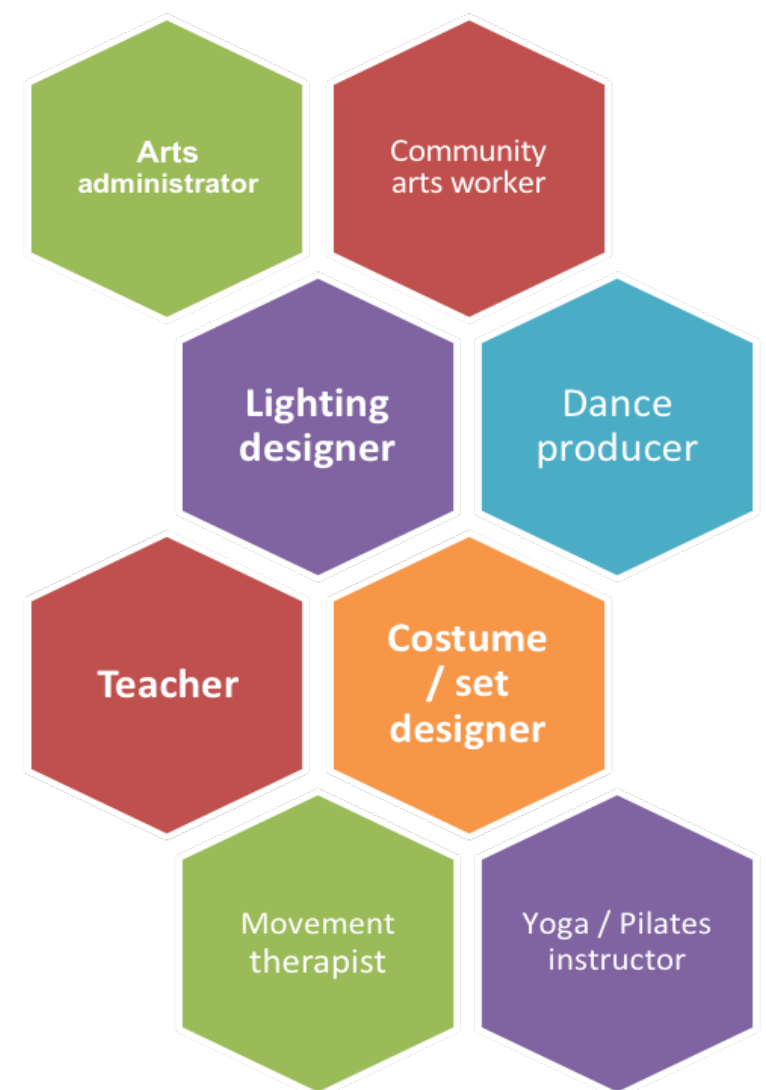 Arts
administrator
Community
arts worker
Lighting
designer
Dance
producer
Teacher
Costume
/ set
designer
Movement
therapist
Yoga / Pilates
instructor